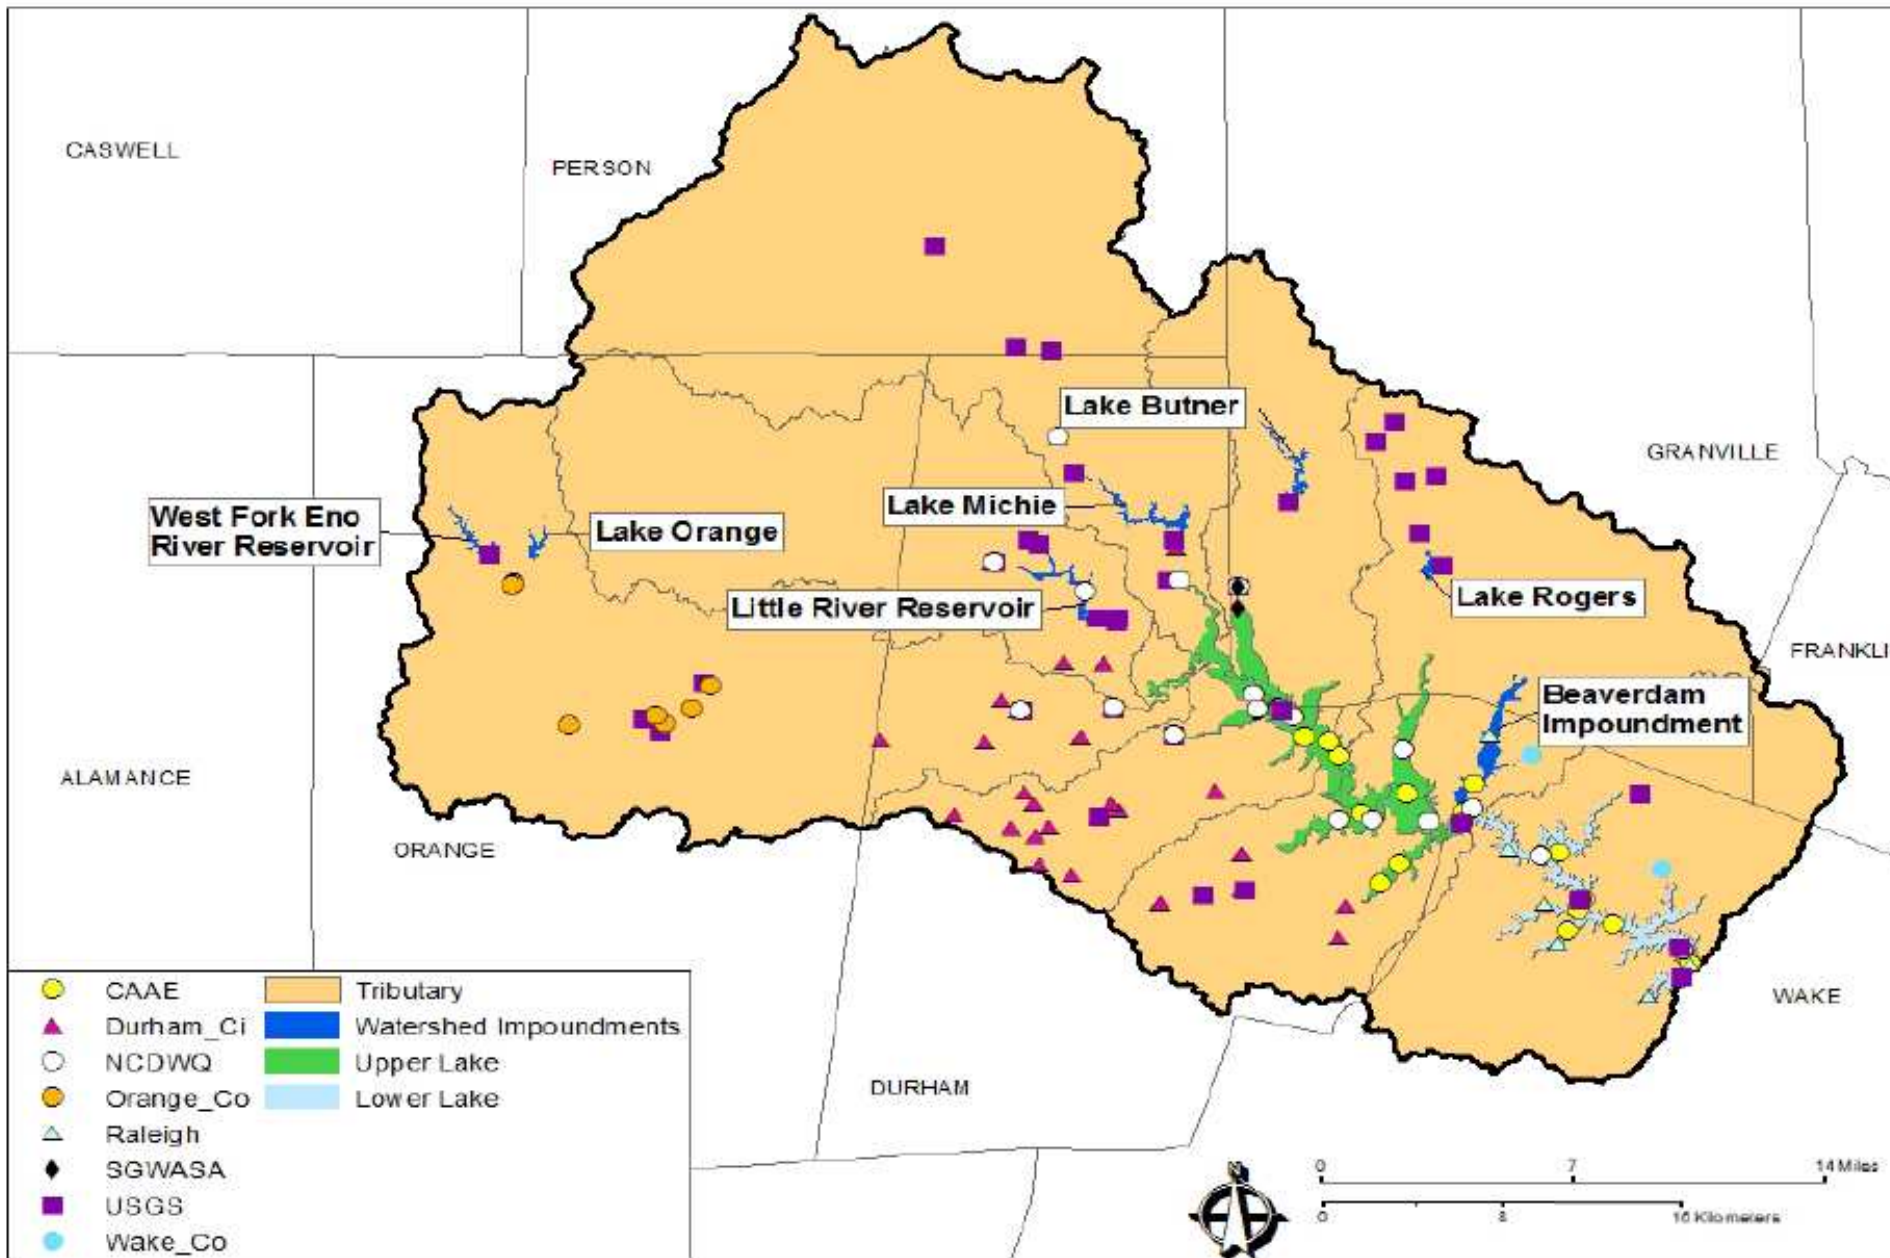 CASWELL
PERSON
Lake Butner
GRANVILLE
West Fork Eno
River Reservoir
Lake Orange
Lake Michie
Little River Reservoir
Lake Rogers
FRANKLI
Beaverdam
Impoundment
ALAMANCE
ORANGE
WAKE
DURHAM
CAAE
Durham_Ci
NCDWQ
Orange_Co
Raleigh
SGWASA
USGS
Wake_Co
Tributary
Watershed Impoundments
Upper Lake
Lower Lake
N
0 7 14 Miles
0 8 16 Kilometers